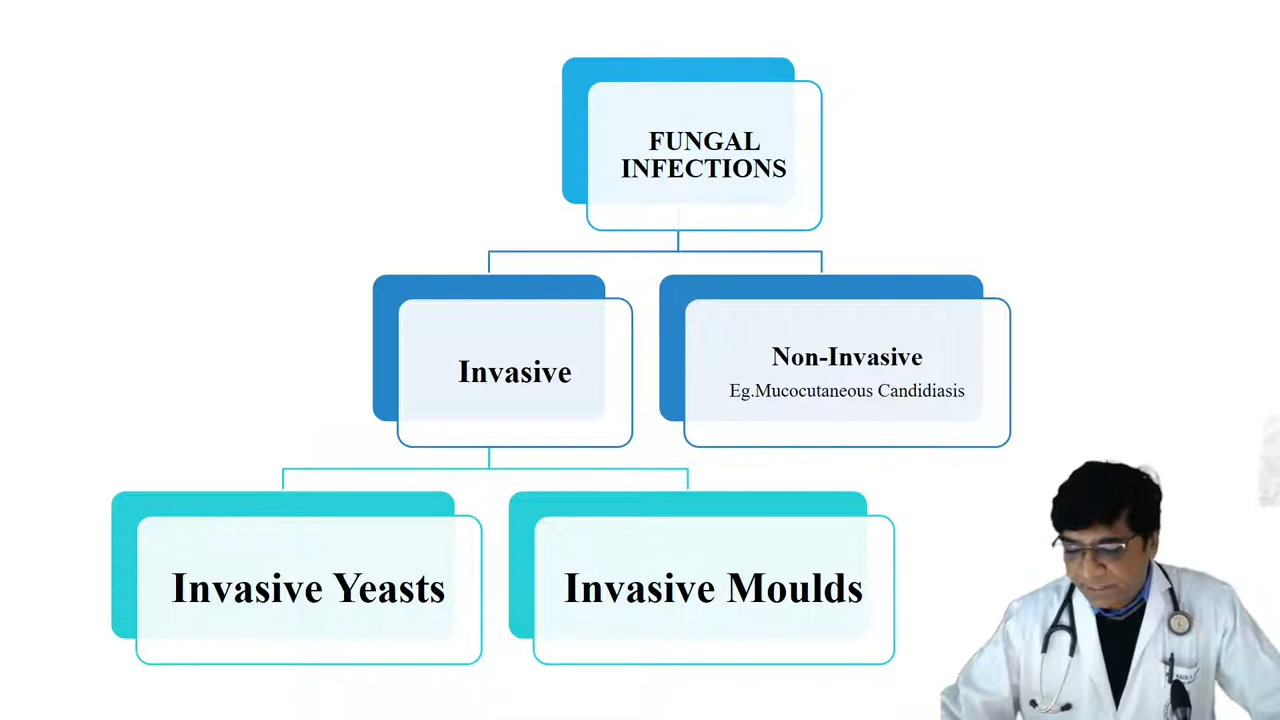 FUNGAL
INFECTIONS
Invasive
Non-Invasive
Eg.Mucocutaneous Candidiasis
Invasive Yeasts
Invasive Moulds